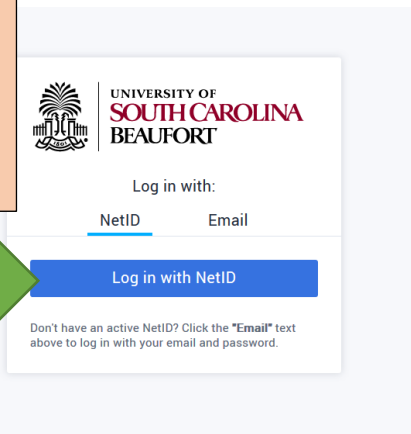 UNIVERSITY OF
SOUTH CAROLINA
BEAUFORT
1801
Log in with:
NetID Email
Log in with NetID
Don't have an active NetID? Click the "Email" text
above to log in with your email and password.